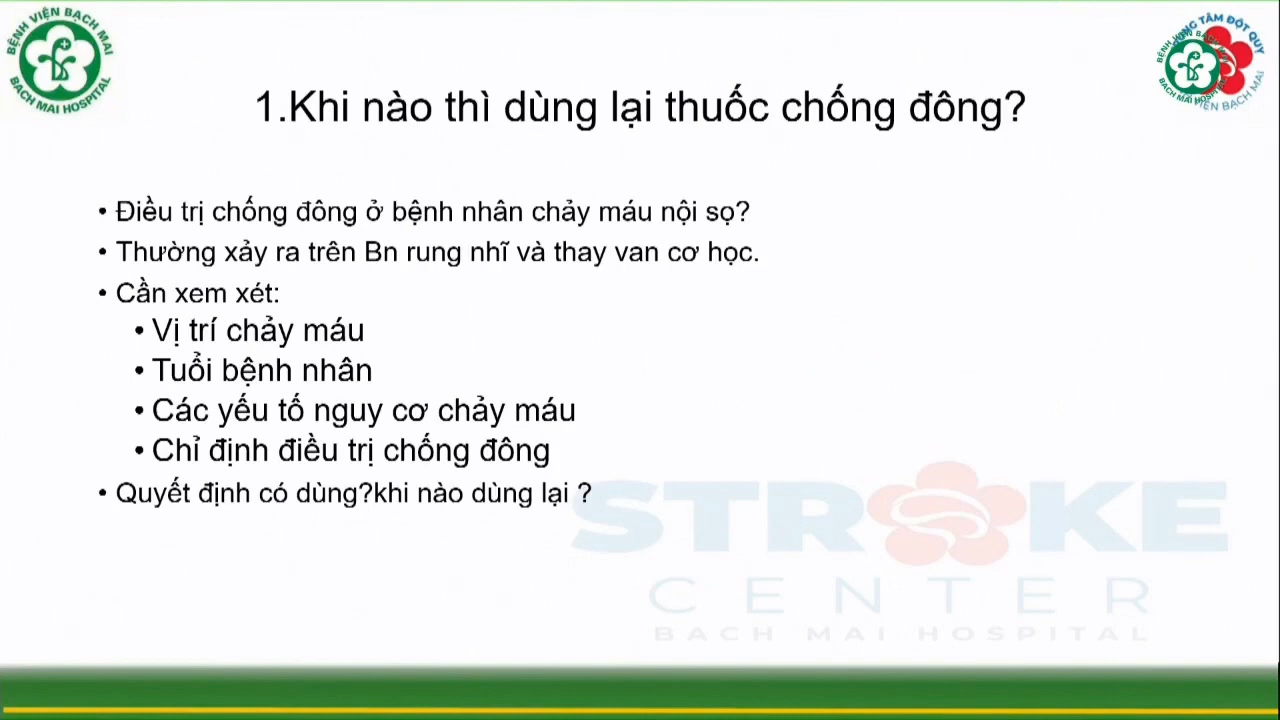 BỆNH VIỆN BẠCH MAI
BACH MAI HOSPITAL
1.Khi nào thì dùng lại thuốc chống đông?
• Điều trị chống đông ở bệnh nhân chảy máu nội sọ?
• Thường xảy ra trên Bn rung nhĩ và thay van cơ học.
• Cần xem xét:
• Vị trí chảy máu
• Tuổi bệnh nhân
• Các yếu tố nguy cơ chảy máu
• Chỉ định điều trị chống đông
• Quyết định có dùng?khi nào dùng lại ?
STROKE
CENTER
BACH MAI HOSPITAL